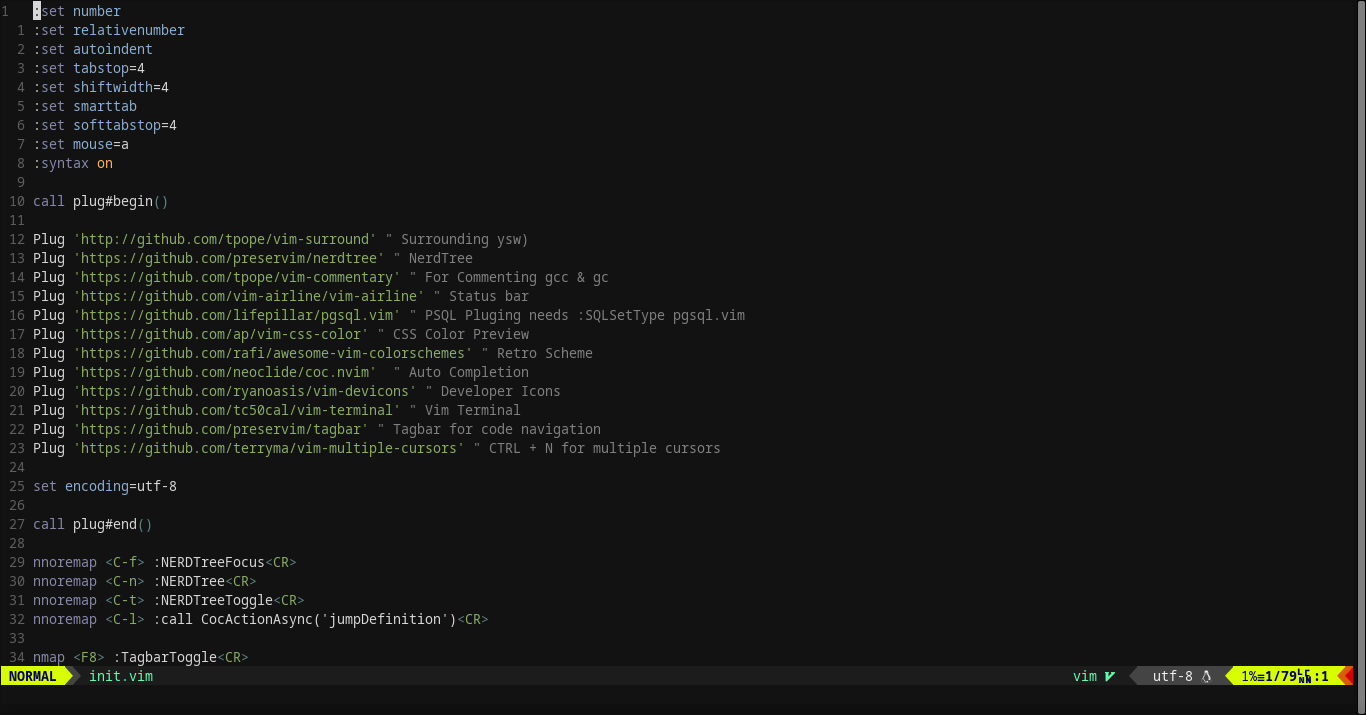 1 :set number
1 :set relativenumber
2 :set autoindent
3 :set tabstop=4
4 :set shiftwidth=4
5 :set smarttab
6 :set softtabstop=4
7 :set mouse=a
8 :syntax on
9
10 call plug#begin()
11
12 Plug 'http://github.com/tpope/vim-surround' " Surrounding ysw)
13 Plug 'https://github.com/preservim/nerdtree' " NerdTree
14 Plug 'https://github.com/tpope/vim-commentary' " For Commenting gcc & gc
15 Plug 'https://github.com/vim-airline/vim-airline' " Status bar
16 Plug 'https://github.com/lifepillar/pgsql.vim' " PSQL Pluging needs :SQLSetType pgsql.vim
17 Plug 'https://github.com/ap/vim-css-color' " CSS Color Preview
18 Plug 'https://github.com/rafi/awesome-vim-colorschemes' " Retro Scheme
19 Plug 'https://github.com/neoclide/coc.nvim'  " Auto Completion
20 Plug 'https://github.com/ryanoasis/vim-devicons' " Developer Icons
21 Plug 'https://github.com/tc50cal/vim-terminal' " Vim Terminal
22 Plug 'https://github.com/preservim/tagbar' " Tagbar for code navigation
23 Plug 'https://github.com/terryma/vim-multiple-cursors' " CTRL + N for multiple cursors
24
25 set encoding=utf-8
26
27 call plug#end()
28
29 nnoremap <C-f> :NERDTreeFocus<CR>
30 nnoremap <C-n> :NERDTree<CR>
31 nnoremap <C-t> :NERDTreeToggle<CR>
32 nnoremap <C-l> :call CocActionAsync('jumpDefinition')<CR>
33
34 nmap <F8> :TagbarToggle<CR>
NORMAL init.vim vim utf-8 1%≡1/79␤:1